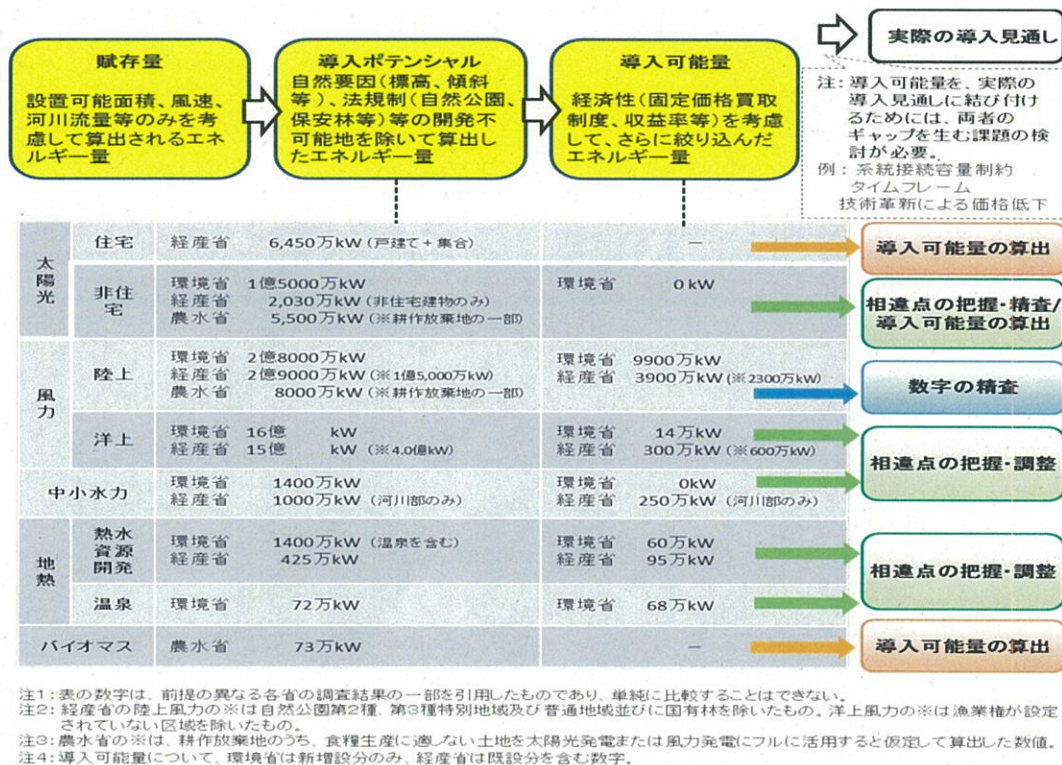 賦存量
設置可能面積、風速、
河川流量等のみを考
慮して算出されるエネ
ルギー量
導入ポテンシャル
自然要因(標高、傾斜
等)、法規制(自然公園、
保安林等)等の開発不
可能地を除いて算出し
たエネルギー量
導入可能量
経済性(固定価格買取
制度、収益率等)を考慮
して、さらに絞り込んだ
エネルギー量
実際の導入見通し
注: 導入可能量を、実際の
導入見通しに結び付け
るためには、両者の
ギャップを生む課題の検
討が必要。
例: 系統接続容量制約
タイムフレーム
技術革新による価格低下
太陽光
住宅
経産省 6,450万kW (戸建て+集合)
－
導入可能量の算出
非住
宅
環境省 1億5000万kW
経産省 2,030万kW (非住宅建物のみ)
農水省 5,500万kW (※耕作放棄地の一部)
環境省 0kW
相違点の把握・精査/
導入可能量の算出
風力
陸上
環境省 2億8000万kW
経産省 2億9000万kW (※1億5,000万kW)
農水省 8000万kW (※耕作放棄地の一部)
環境省 9900万kW
経産省 3900万kW (※2300万kW)
数字の精査
洋上
環境省 16億 kW
経産省 15億 kW (※4.0億kW)
環境省 14万kW
経産省 300万kW (※600万kW)
相違点の把握・調整
中小水力
環境省 1400万kW
経産省 1000万kW (河川部のみ)
環境省 0kW
経産省 250万kW (河川部のみ)
地熱
熱水
資源
開発
環境省 1400万kW (温泉を含む)
経産省 425万kW
環境省 60万kW
経産省 95万kW
相違点の把握・調整
温泉
環境省 72万kW
環境省 68万kW
バイオマス
農水省 73万kW
－
導入可能量の算出
注1:表の数字は、前提の異なる各省の調査結果の一部を引用したものであり、単純に比較することはできない。
注2:経産省の陸上風力の※は自然公園第2種、第3種特別地域及び普通地域並びに国有林を除いたもの。洋上風力の※は漁業権が設定
されていない区域を除いたもの。
注3:農水省の※は、耕作放棄地のうち、食糧生産に適しない土地を太陽光発電または風力発電にフルに活用すると仮定して算出した数値。
注4:導入可能量について、環境省は新増設分のみ、経産省は既設分を含む数字。